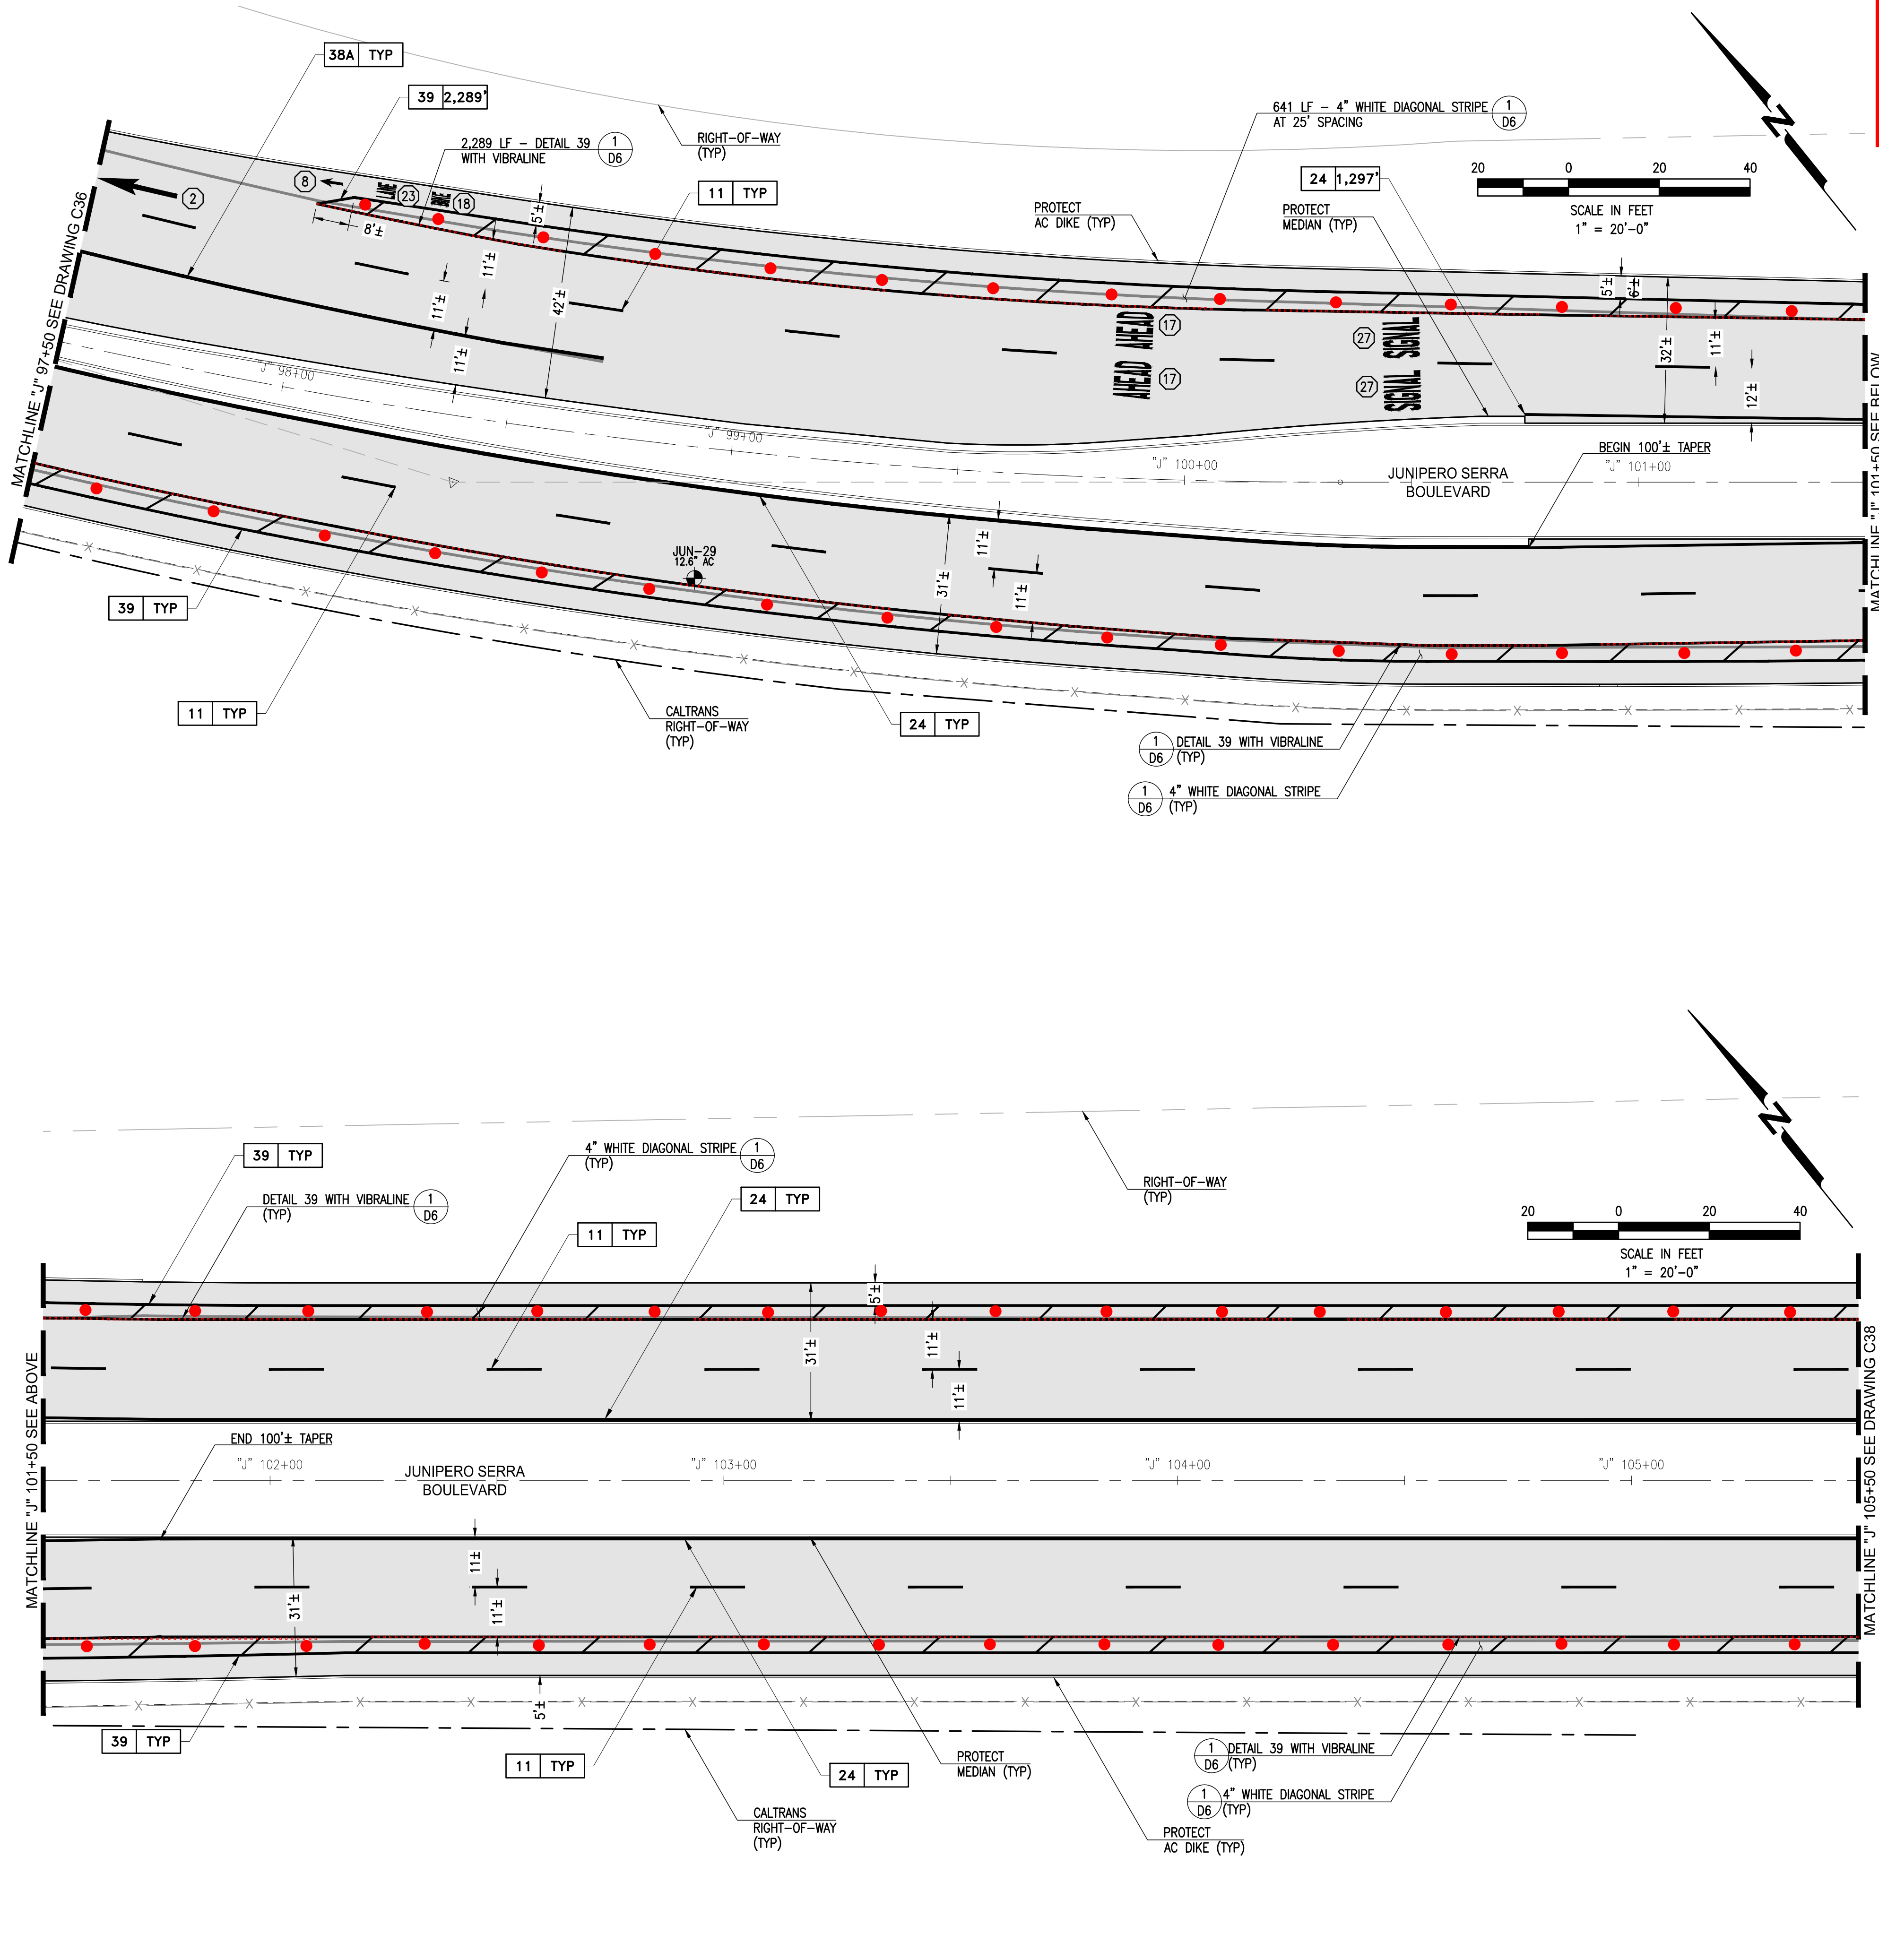 38A TYP
39 2,289'
2,289 LF – DETAIL 39
WITH VIBRALINE
1
D6
RIGHT–OF–WAY
(TYP)
11 TYP
641 LF – 4" WHITE DIAGONAL STRIPE
AT 25' SPACING
1
D6
24 1,297'
PROTECT
AC DIKE (TYP)
PROTECT
MEDIAN (TYP)
20 0 20 40
SCALE IN FEET
1" = 20'–0"
N
MATCHLINE "J" 97+50 SEE DRAWING C36
2
8
LANE
23
BIKE
18
8'±
5'±
11'±
11'±
11'±
42'±
AHEAD AHEAD
17
17
SIGNAL SIGNAL
27
27
5'±
6'±
32'±
11'±
12'±
"J" 98+00
"J" 99+00
"J" 100+00
"J" 101+00
JUNIPERO SERRA
BOULEVARD
BEGIN 100'± TAPER
MATCHLINE "J" 101+50 SEE BELOW
JUN–29
12.6" AC
31'±
11'±
11'±
39 TYP
11 TYP
CALTRANS
RIGHT–OF–WAY
(TYP)
24 TYP
1
D6
DETAIL 39 WITH VIBRALINE
(TYP)
1
D6
4" WHITE DIAGONAL STRIPE
(TYP)
N
39 TYP
DETAIL 39 WITH VIBRALINE
(TYP)
1
D6
4" WHITE DIAGONAL STRIPE
(TYP)
1
D6
11 TYP
24 TYP
RIGHT–OF–WAY
(TYP)
20 0 20 40
SCALE IN FEET
1" = 20'–0"
5'±
31'±
11'±
11'±
MATCHLINE "J" 101+50 SEE ABOVE
END 100'± TAPER
"J" 102+00
"J" 103+00
"J" 104+00
"J" 105+00
JUNIPERO SERRA
BOULEVARD
MATCHLINE "J" 105+50 SEE DRAWING C38
11±
11'±
31'±
5'±
39 TYP
11 TYP
24 TYP
CALTRANS
RIGHT–OF–WAY
(TYP)
PROTECT
MEDIAN (TYP)
1
D6
DETAIL 39 WITH VIBRALINE
(TYP)
1
D6
4" WHITE DIAGONAL STRIPE
(TYP)
PROTECT
AC DIKE (TYP)